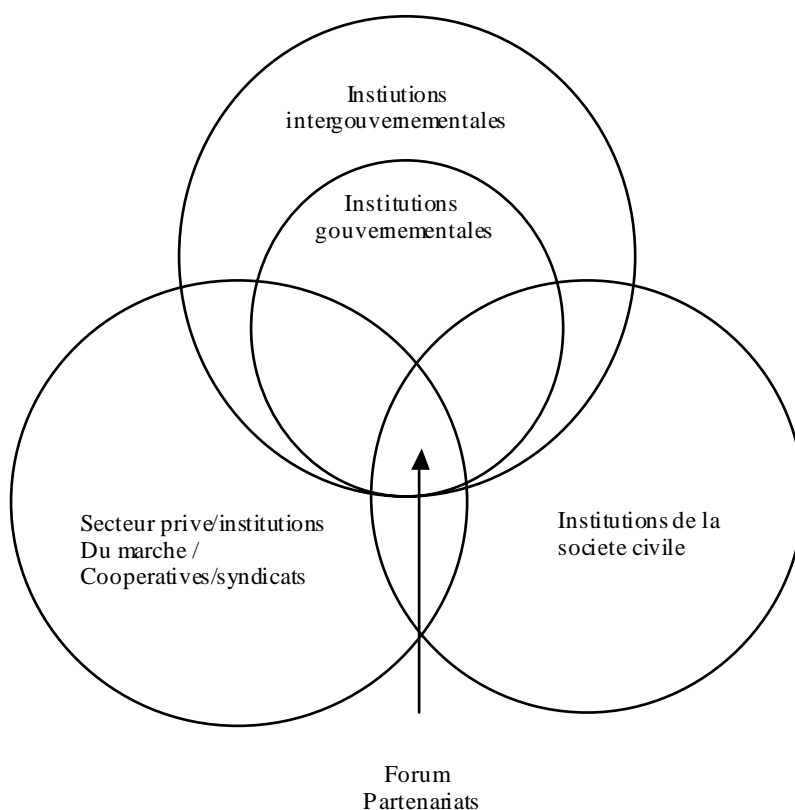 Instiutions
intergouvernementales
Institutions
gouvernementales
Secteur prive/institutions
Du marche /
Cooperatives/syndicats
Institutions de la
societe civile
Forum
Partenariats